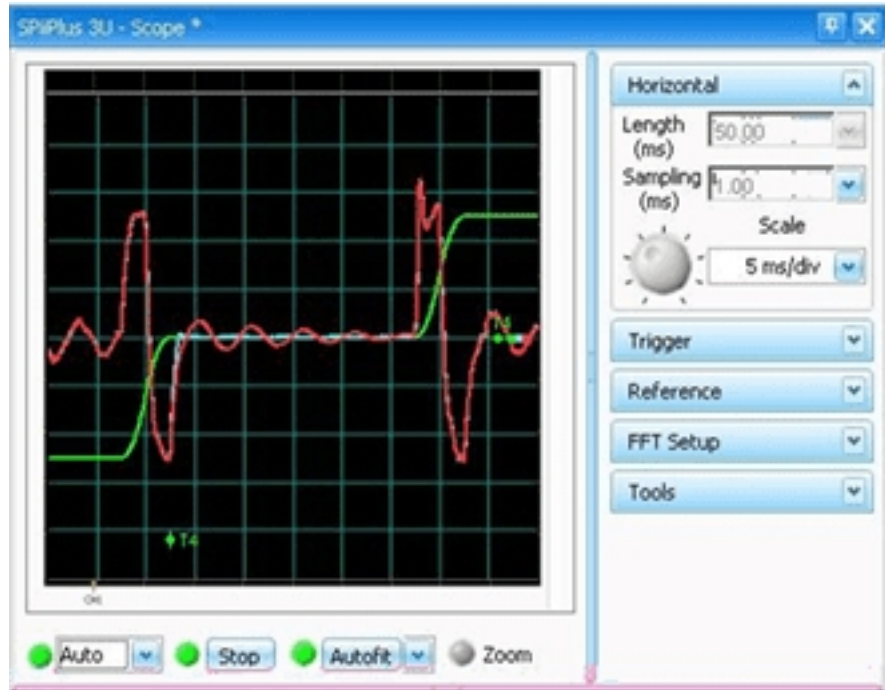 SPiiPlus 3U - Scope *
Horizontal
Length
(ms)
50.00
Sampling
(ms)
1.00
Scale
5 ms/div
Trigger
Reference
FFT Setup
Tools
T4
CH1
Auto
Stop
Autofit
Zoom